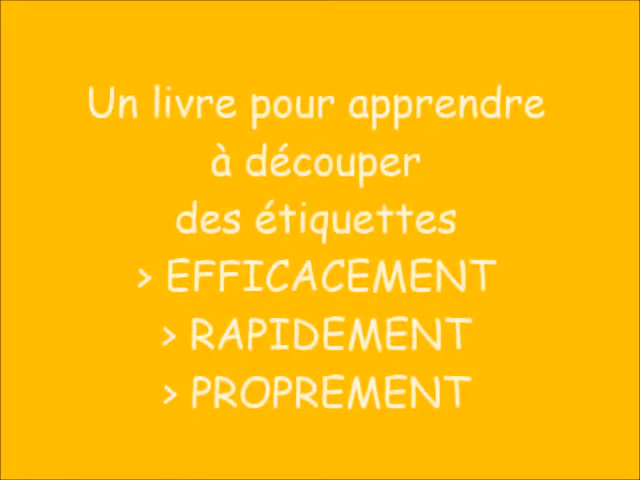 Un livre pour apprendre
à découper
des étiquettes
> EFFICACEMENT
> RAPIDEMENT
> PROPREMENT